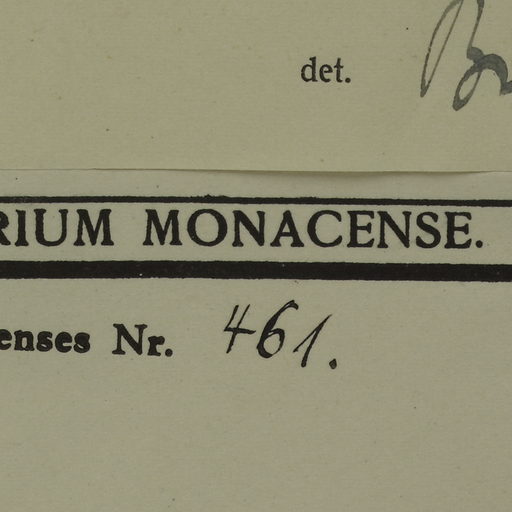 det.
RIUM MONACENSE.
enses Nr. 461.